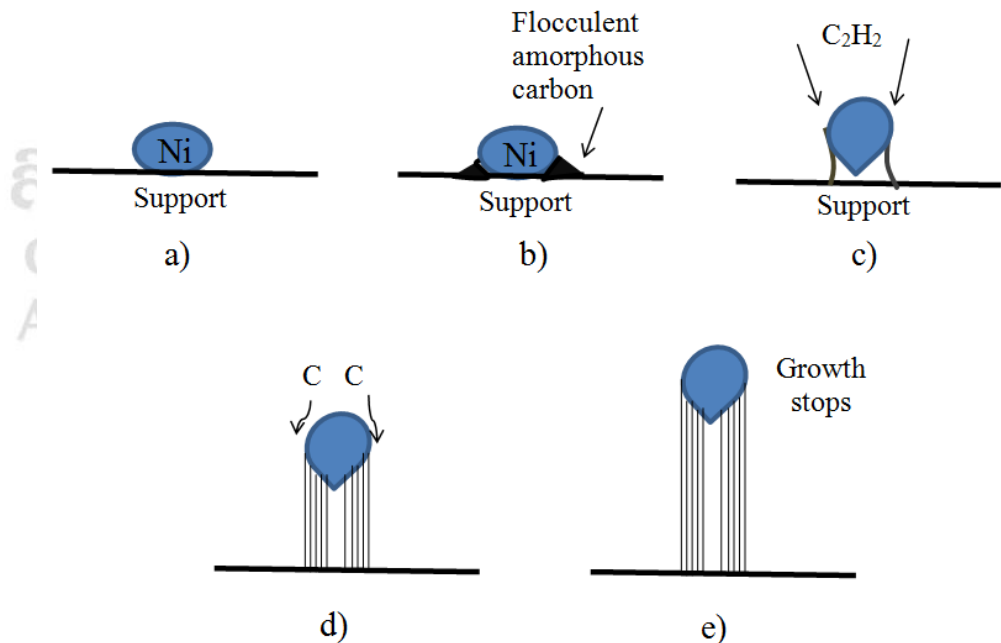 Flocculent
amorphous
carbon
C₂H₂
Ni
Ni
Support
Support
Support
a)
b)
c)
C C
Growth
stops
d)
e)